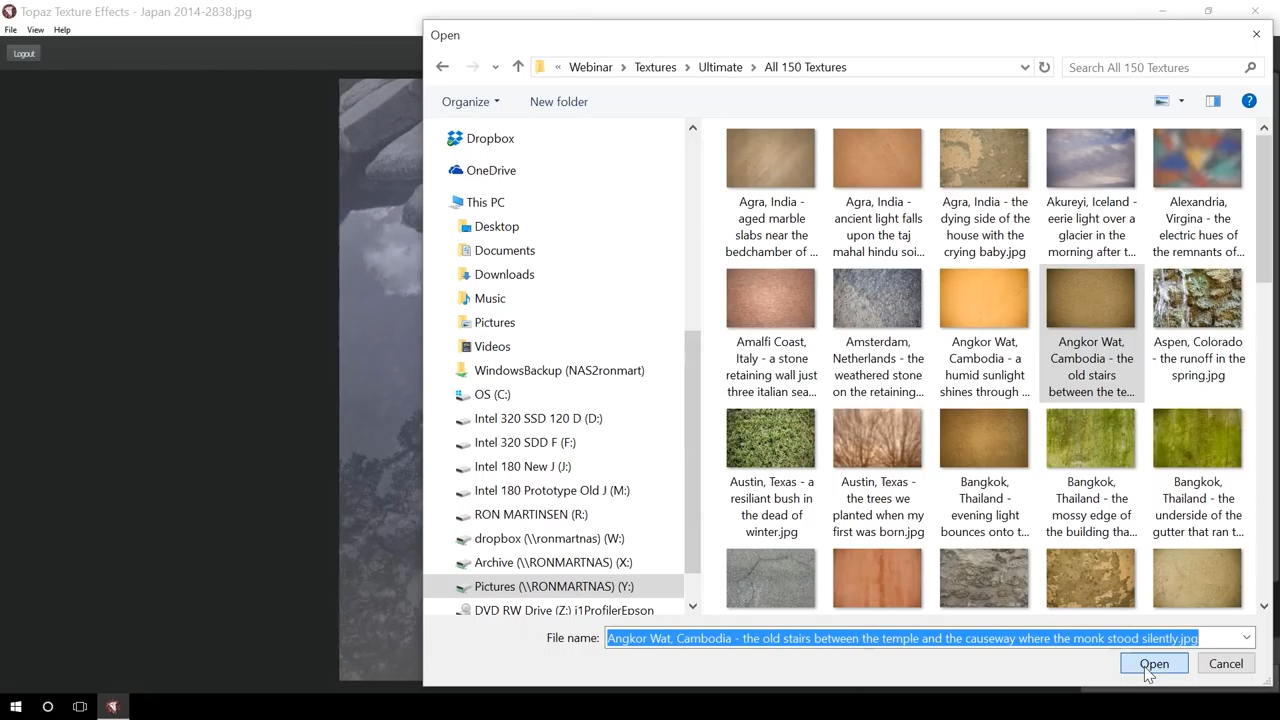 Topaz Texture Effects - Japan 2014-2838.jpg
File View Help
Logout
Open
« Webinar > Textures > Ultimate > All 150 Textures
Search All 150 Textures
Organize
New folder
Dropbox
OneDrive
This PC
Desktop
Documents
Downloads
Music
Pictures
Videos
WindowsBackup (NAS2ronmart)
OS (C:)
Intel 320 SSD 120 D (D:)
Intel 320 SDD F (F:)
Intel 180 New J (J:)
Intel 180 Prototype Old J (M:)
RON MARTINSEN (R:)
dropbox (\\ronmartnas) (W:)
Archive (\\RONMARTNAS) (X:)
Pictures (\\RONMARTNAS) (Y:)
DVD RW Drive (Z:) i1ProfilerEpson
Agra, India -
aged marble
slabs near the
bedchamber of ...
Agra, India -
ancient light falls
upon the taj
mahal hindu soi...
Agra, India - the
dying side of the
house with the
crying baby.jpg
Akureyi, Iceland -
eerie light over a
glacier in the
morning after t...
Alexandria,
Virginia - the
electric hues of
the remnants of...
Amalfi Coast,
Italy - a stone
retaining wall just
three italian sea...
Amsterdam,
Netherlands - the
weathered stone
on the retaining...
Angkor Wat,
Cambodia - a
humid sunlight
shines through ...
Angkor Wat,
Cambodia - the
old stairs
between the te...
Aspen, Colorado
- the runoff in the
spring.jpg
Austin, Texas - a
resiliant bush in
the dead of
winter.jpg
Austin, Texas -
the trees we
planted when my
first was born.jpg
Bangkok,
Thailand -
evening light
bounces onto t...
Bangkok,
Thailand - the
mossy edge of
the building tha...
Bangkok,
Thailand - the
underside of the
gutter that ran t...
File name: Angkor Wat, Cambodia - the old stairs between the temple and the causeway where the monk stood silently.jpg
Open
Cancel